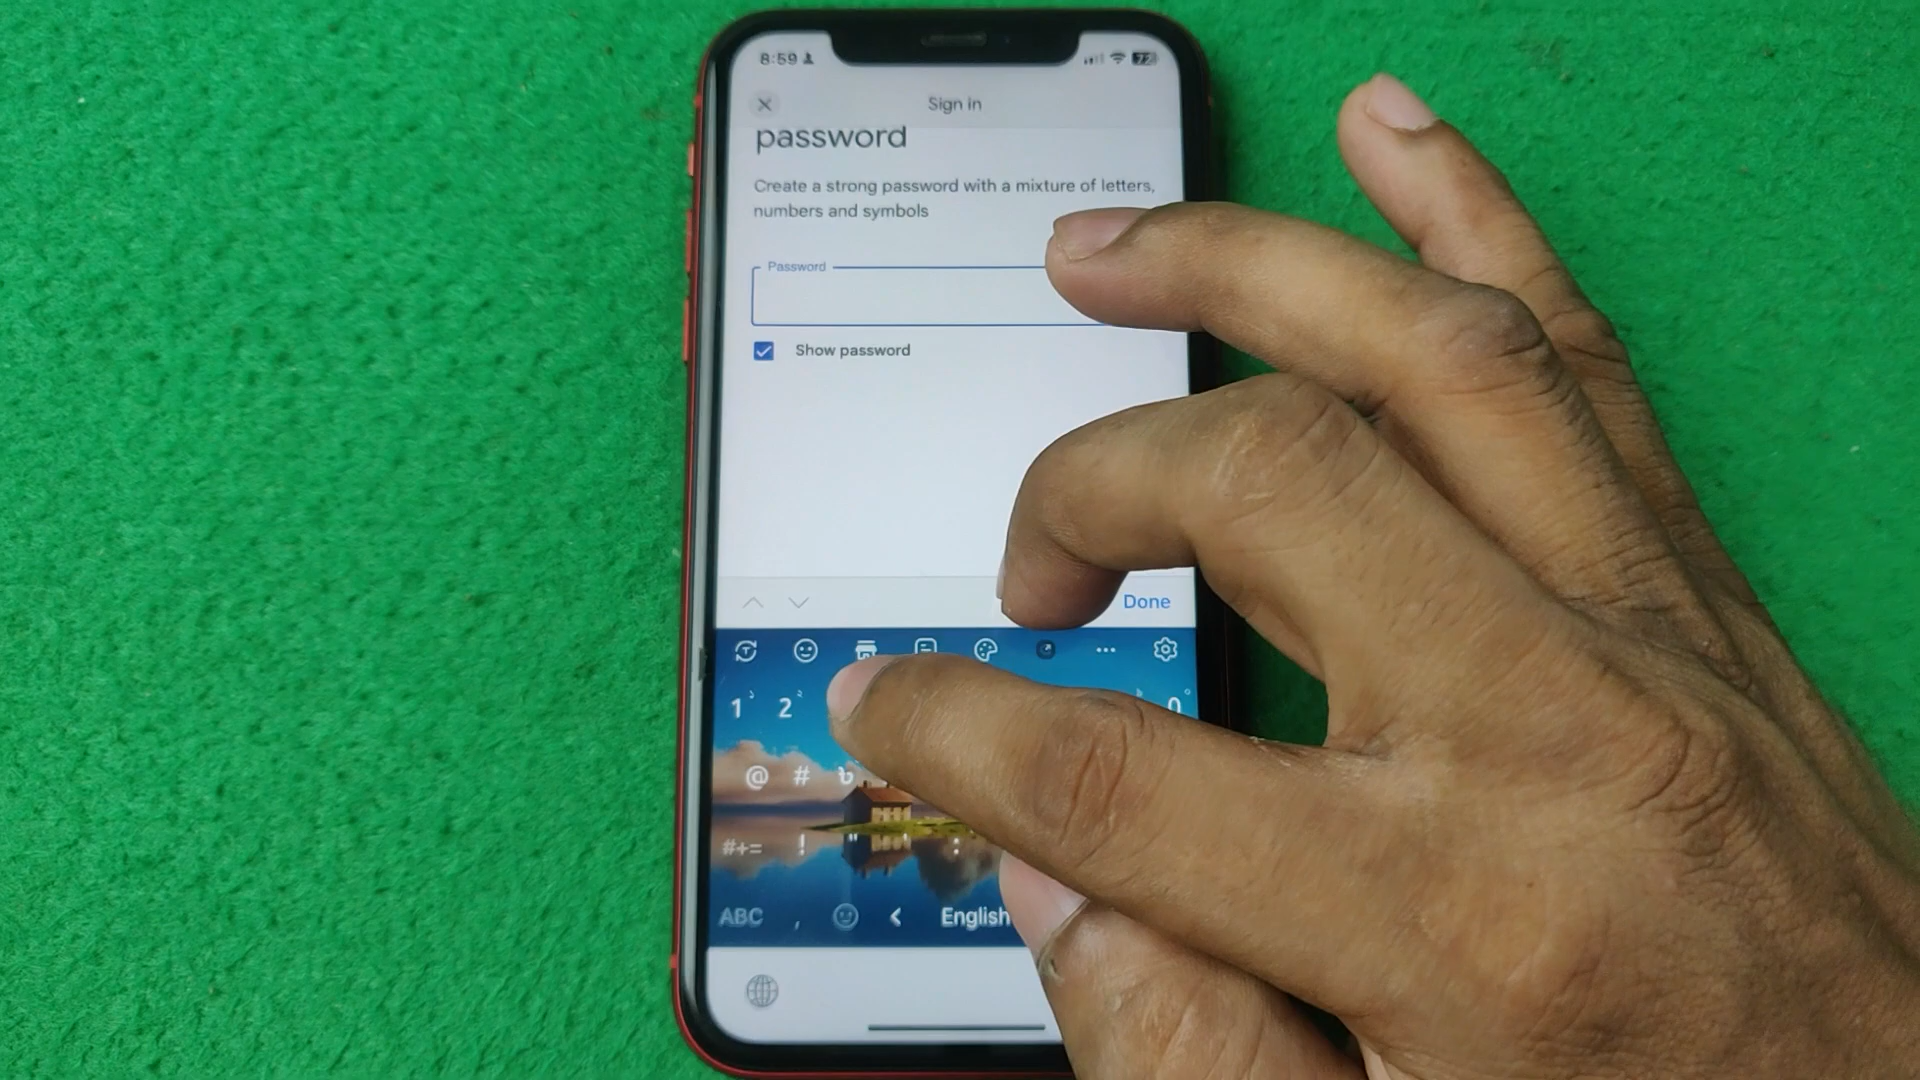 8:59
72
Sign in
password
Create a strong password with a mixture of letters,
numbers and symbols
Password
Show password
Done
1 2 0
@ # ь
#+= ! " :
ABC , < English